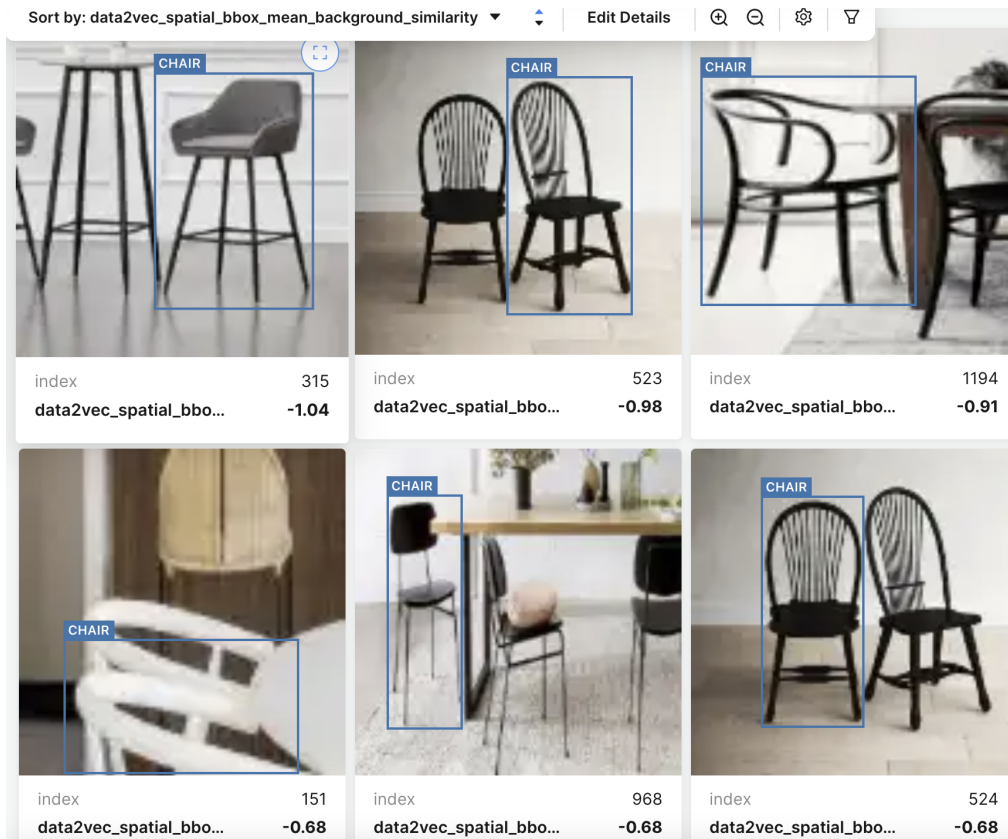 Sort by: data2vec_spatial_bbox_mean_background_similarity
Edit Details
CHAIR
CHAIR
CHAIR
index 315
data2vec_spatial_bbo... -1.04
index 523
data2vec_spatial_bbo... -0.98
index 1194
data2vec_spatial_bbo... -0.91
CHAIR
CHAIR
CHAIR
index 151
data2vec_spatial_bbo... -0.68
index 968
data2vec_spatial_bbo... -0.68
index 524
data2vec_spatial_bbo... -0.68